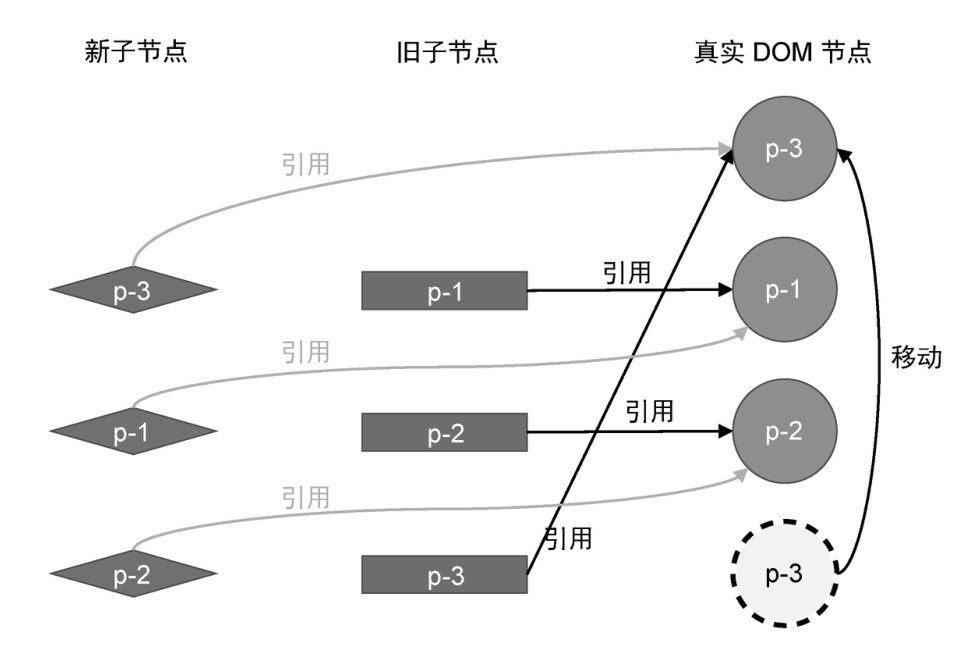 新子节点 旧子节点 真实 DOM 节点
p-3
引用
引用
p-3 p-1 p-1
引用
移动
引用
p-1 p-2 p-2
引用
引用
p-2 p-3 p-3